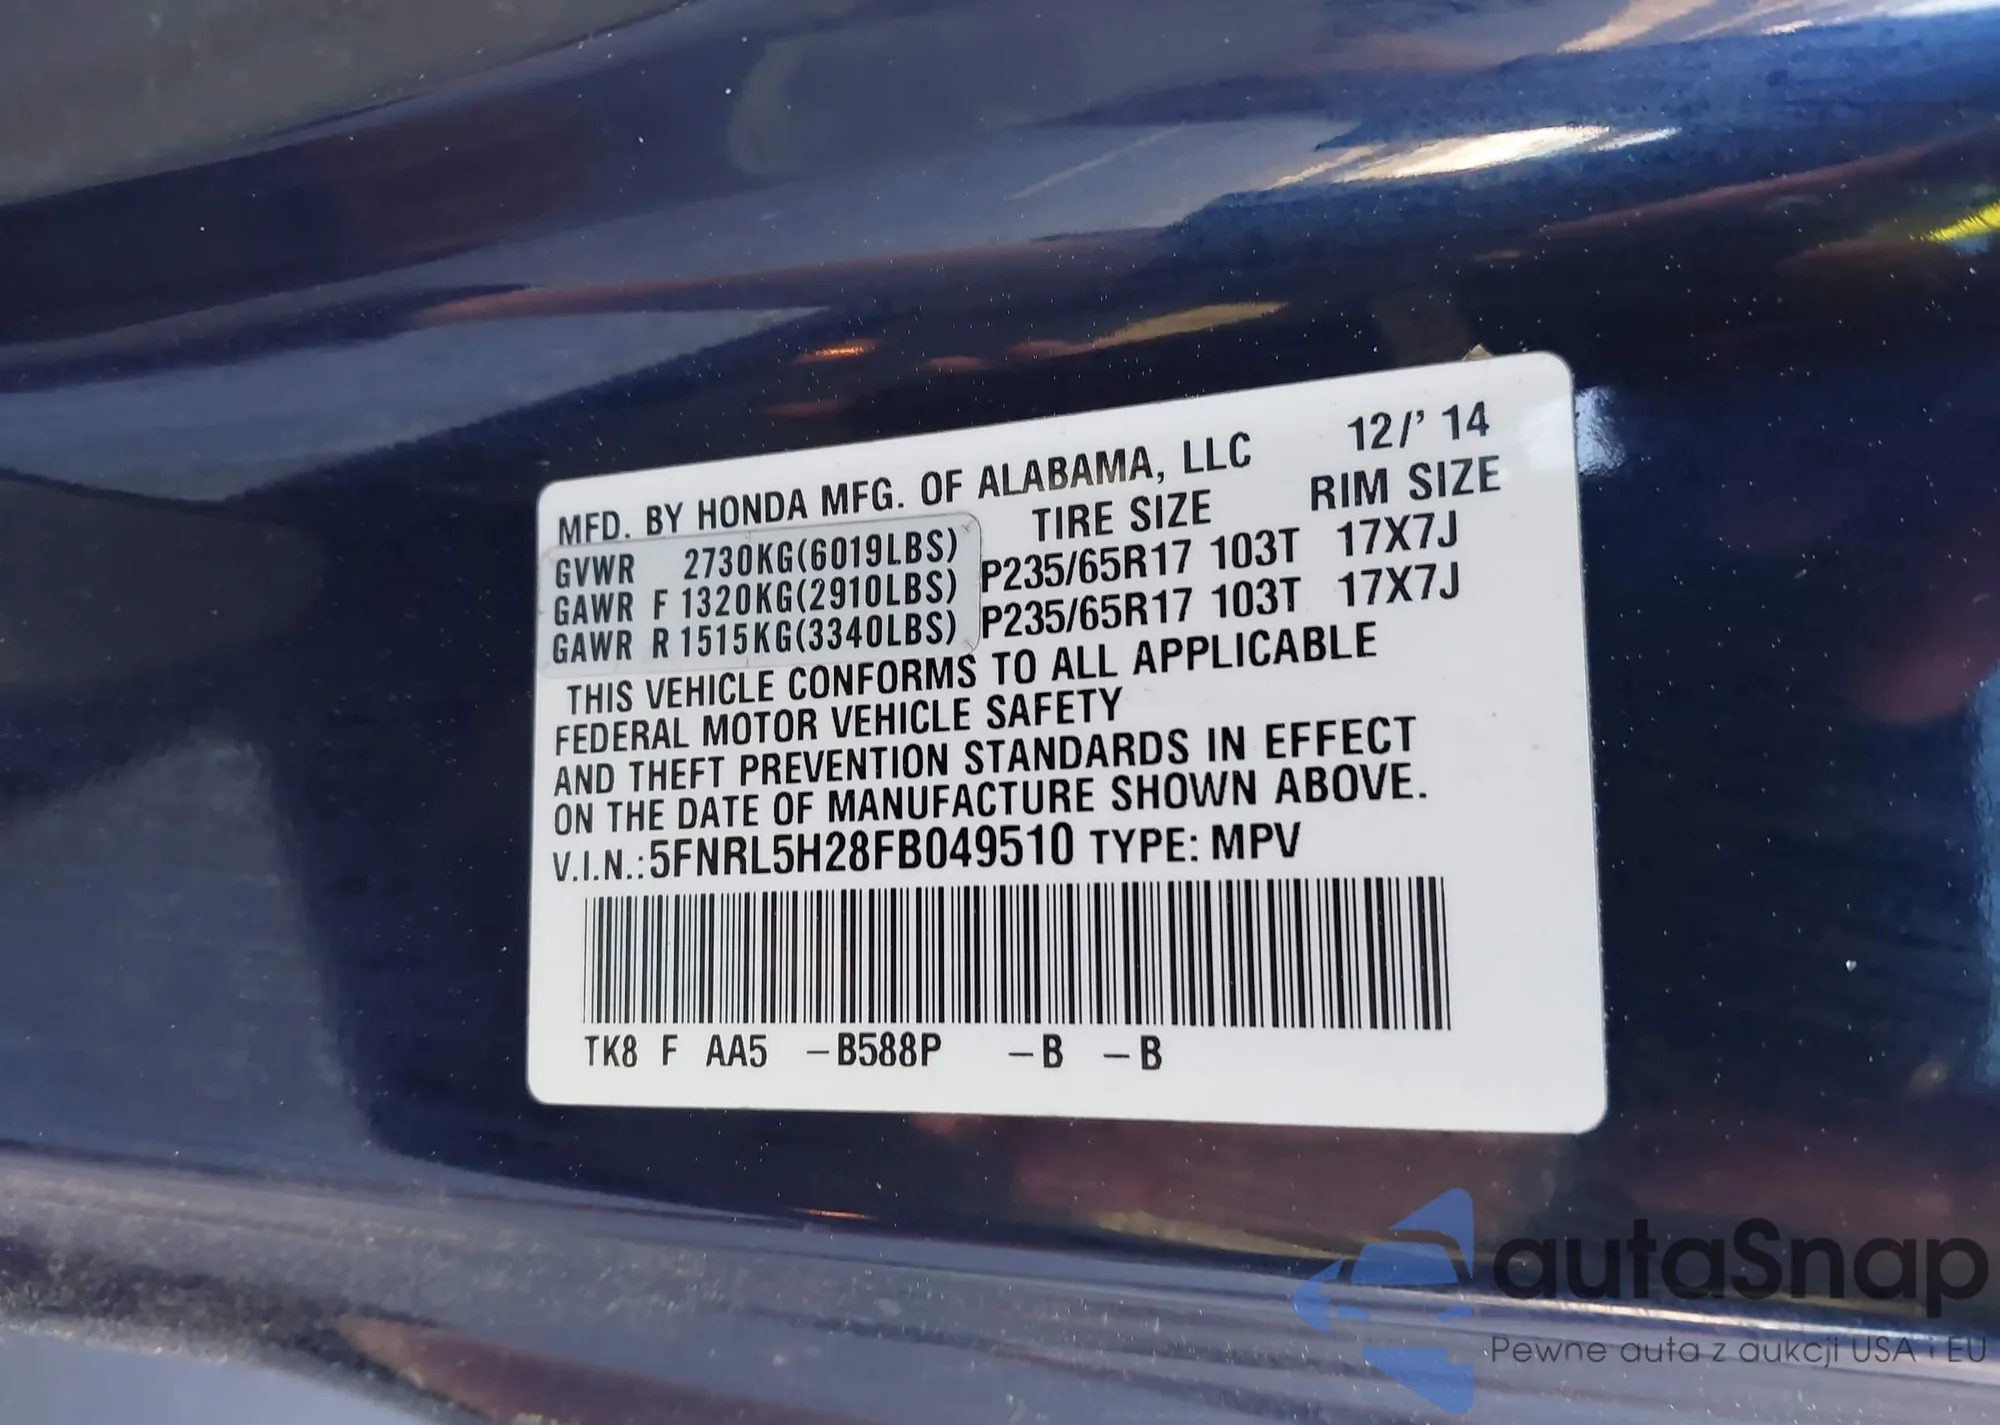 MFD. BY HONDA MFG. OF ALABAMA, LLC 12/' 14
TIRE SIZE RIM SIZE
GVWR 2730KG(6019LBS)
GAWR F 1320KG(2910LBS) P235/65R17 103T 17X7J
GAWR R 1515KG(3340LBS) P235/65R17 103T 17X7J
THIS VEHICLE CONFORMS TO ALL APPLICABLE
FEDERAL MOTOR VEHICLE SAFETY
AND THEFT PREVENTION STANDARDS IN EFFECT
ON THE DATE OF MANUFACTURE SHOWN ABOVE.
V.I.N.:5FNRL5H28FB049510 TYPE: MPV
TK8 F AA5 –B588P –B –B
autaSnap
Pewne auta z aukcji USA i EU